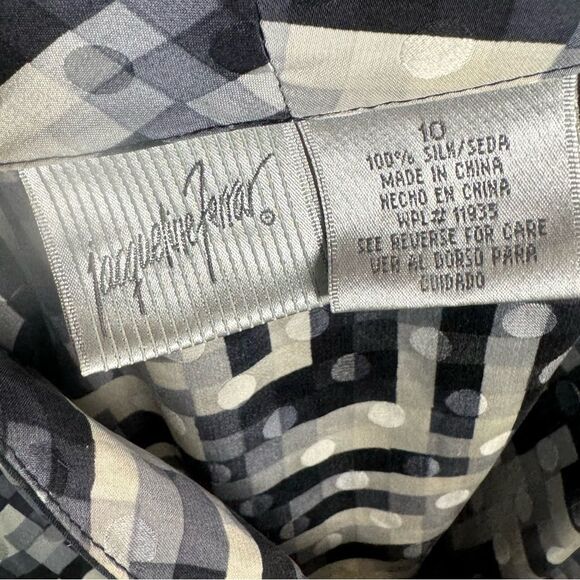 jacqueline Ferrar ®
10
100% SILK/SEDA
MADE IN CHINA
HECHO EN CHINA
WPL# 11935
SEE REVERSE FOR CARE
VER AL DORSO PARA
CUIDADO